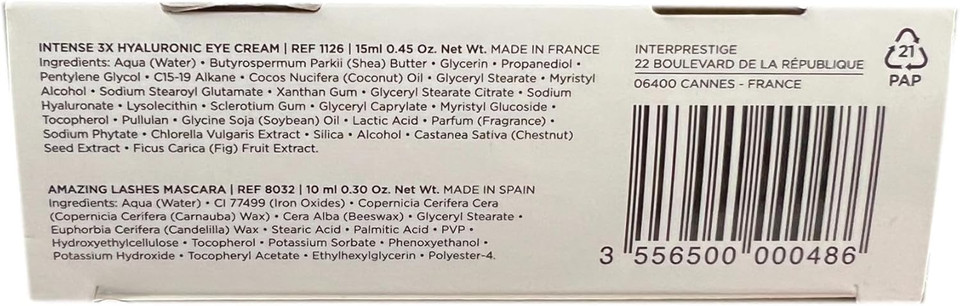 INTENSE 3X HYALURONIC EYE CREAM | REF 1126 | 15ml 0.45 Oz. Net Wt. MADE IN FRANCE
Ingredients: Aqua (Water) • Butyrospermum Parkii (Shea) Butter • Glycerin • Propanediol •
Pentylene Glycol • C15-19 Alkane • Cocos Nucifera (Coconut) Oil • Glyceryl Stearate • Myristyl
Alcohol • Sodium Stearoyl Glutamate • Xanthan Gum • Glyceryl Stearate Citrate • Sodium
Hyaluronate • Lysolecithin • Sclerotium Gum • Glyceryl Caprylate • Myristyl Glucoside •
Tocopherol • Pullulan • Glycine Soja (Soybean) Oil • Lactic Acid • Parfum (Fragrance) •
Sodium Phytate • Chlorella Vulgaris Extract • Silica • Alcohol • Castanea Sativa (Chestnut)
Seed Extract • Ficus Carica (Fig) Fruit Extract.
AMAZING LASHES MASCARA | REF 8032 | 10 ml 0.30 Oz. Net Wt. MADE IN SPAIN
Ingredients: Aqua (Water) • CI 77499 (Iron Oxides) • Copernicia Cerifera Cera
(Copernicia Cerifera (Carnauba) Wax) • Cera Alba (Beeswax) • Glyceryl Stearate •
Euphorbia Cerifera (Candelilla) Wax • Stearic Acid • Palmitic Acid • PVP •
Hydroxyethylcellulose • Tocopherol • Potassium Sorbate • Phenoxyethanol •
Potassium Hydroxide • Tocopheryl Acetate • Ethylhexylglycerin • Polyester-4.
INTERPRESTIGE
22 BOULEVARD DE LA RÉPUBLIQUE
06400 CANNES - FRANCE
21
PAP
3 556500 000486